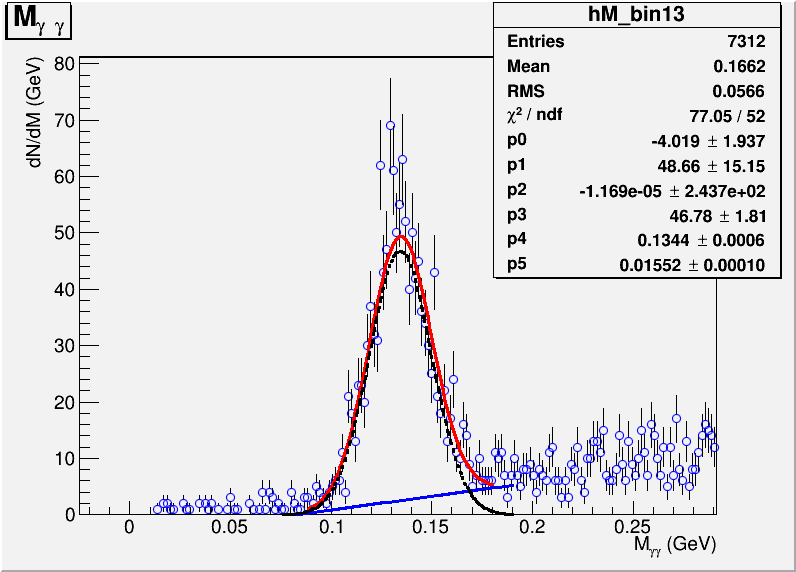 M γ γ
hM_bin13
Entries 7312
Mean 0.1662
RMS 0.0566
χ² / ndf 77.05 / 52
p0 -4.019 ± 1.937
p1 48.66 ± 15.15
p2 -1.169e-05 ± 2.437e+02
p3 46.78 ± 1.81
p4 0.1344 ± 0.0006
p5 0.01552 ± 0.00010
dN/dM (GeV)
80
70
60
50
40
30
20
10
0
0 0.05 0.1 0.15 0.2 0.25
M γγ (GeV)